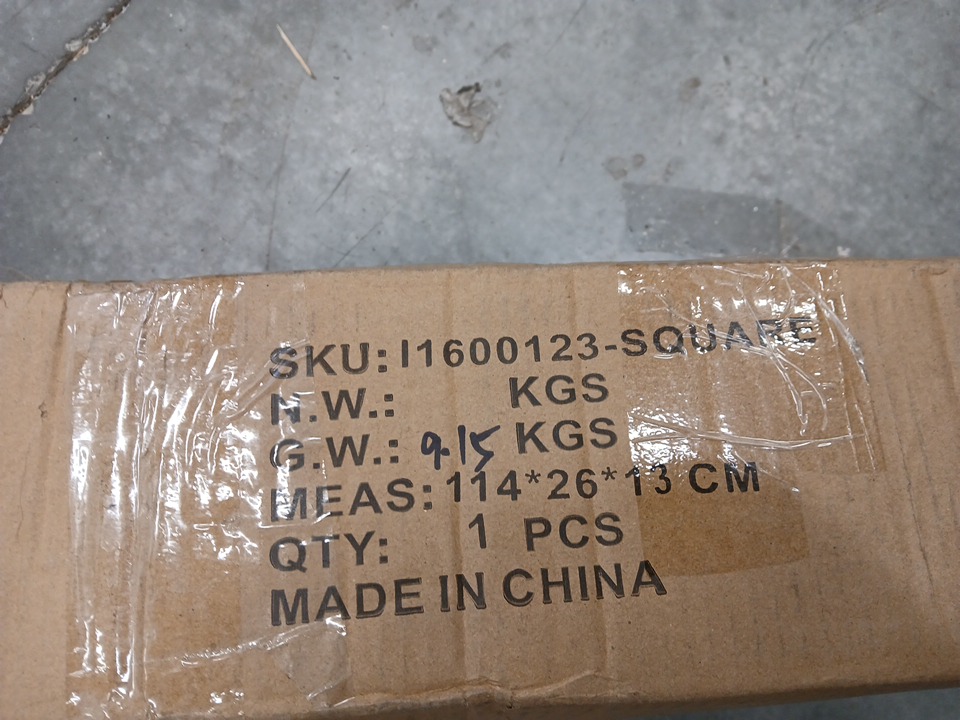 SKU: I1600123-SQUARE
N.W.: KGS
G.W.: 9.15 KGS
MEAS: 114*26*13 CM
QTY: 1 PCS
MADE IN CHINA